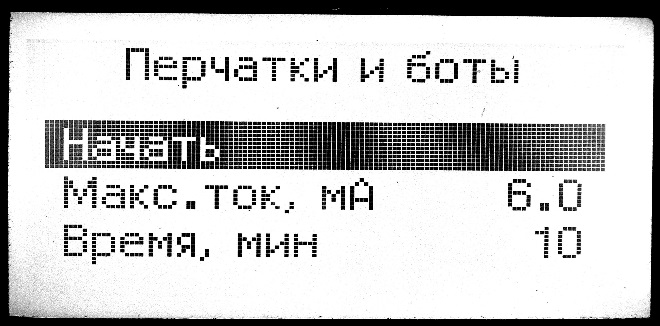 Перчатки и боты
Начать
Макс.ток, мА 6.0
Время, мин 10